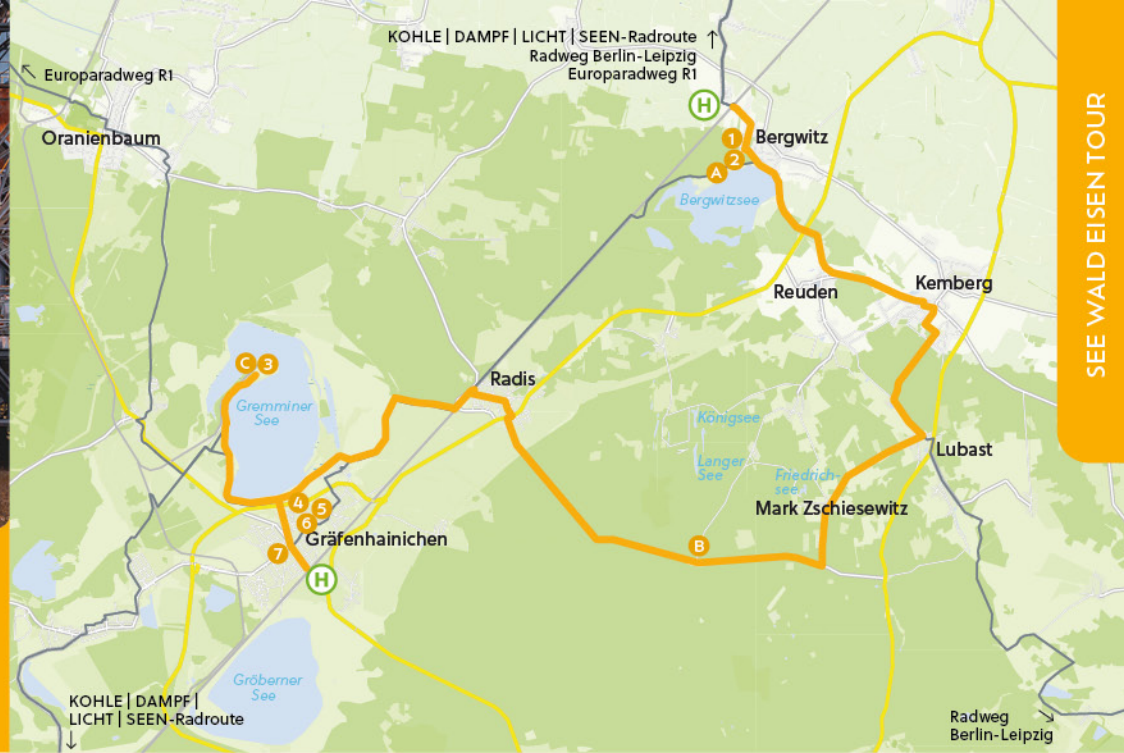 KOHLE | DAMPF | LICHT | SEEN-Radroute ↑
Radweg Berlin-Leipzig
Europaradweg R1
Europaradweg R1
Oranienbaum
H
1
Bergwitz
2
A
Bergwitzsee
SEE WALD EISEN TOUR
Kemberg
Reuden
C 3
Radis
Gremminer
See
Königsee
Langer
See
Friedrich-
see
Lubast
Mark Zschiesewitz
4
5
6
Gräfenhainichen
7
B
H
Gröberner
See
KOHLE | DAMPF |
LICHT | SEEN-Radroute
↓
Radweg
Berlin-Leipzig